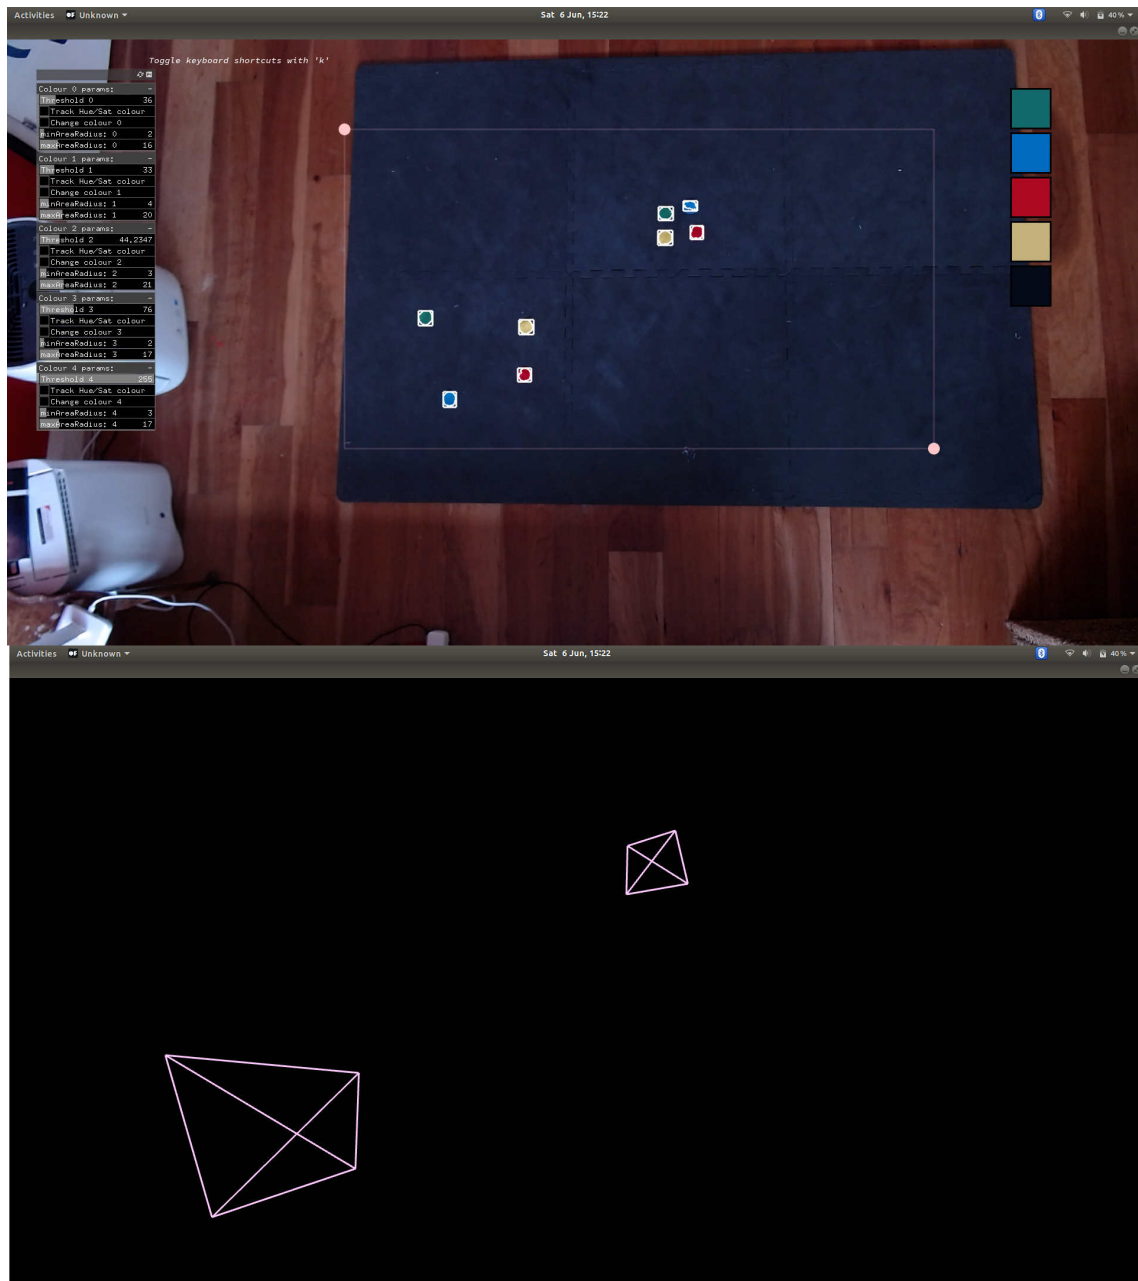 Activities Unknown Sat 6 Jun, 15:22 40%
Toggle keyboard shortcuts with 'k'
Colour 0 params: -
Threshold 0 36
Track Hue/Sat colour
Change colour 0
minAreaRadius: 0 2
maxAreaRadius: 0 16
Colour 1 params: -
Threshold 1 33
Track Hue/Sat colour
Change colour 1
minAreaRadius: 1 4
maxAreaRadius: 1 20
Colour 2 params: -
Threshold 2 44.2347
Track Hue/Sat colour
Change colour 2
minAreaRadius: 2 3
maxAreaRadius: 2 21
Colour 3 params: -
Threshold 3 76
Track Hue/Sat colour
Change colour 3
minAreaRadius: 3 2
maxAreaRadius: 3 17
Colour 4 params: -
Threshold 4 255
Track Hue/Sat colour
Change colour 4
minAreaRadius: 4 3
maxAreaRadius: 4 17
Activities Unknown Sat 6 Jun, 15:22 40%